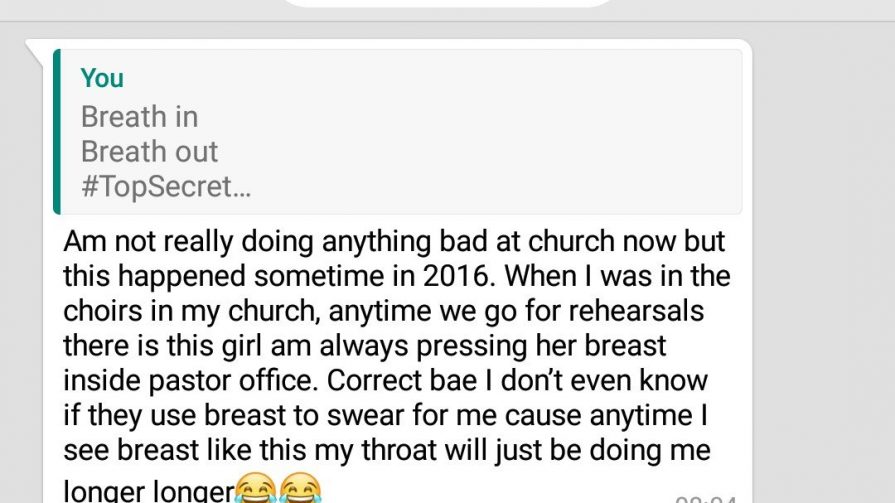 You
Breath in
Breath out
#TopSecret...
Am not really doing anything bad at church now but
this happened sometime in 2016. When I was in the
choirs in my church, anytime we go for rehearsals
there is this girl am always pressing her breast
inside pastor office. Correct bae I don't even know
if they use breast to swear for me cause anytime I
see breast like this my throat will just be doing me
longer longer😂😂